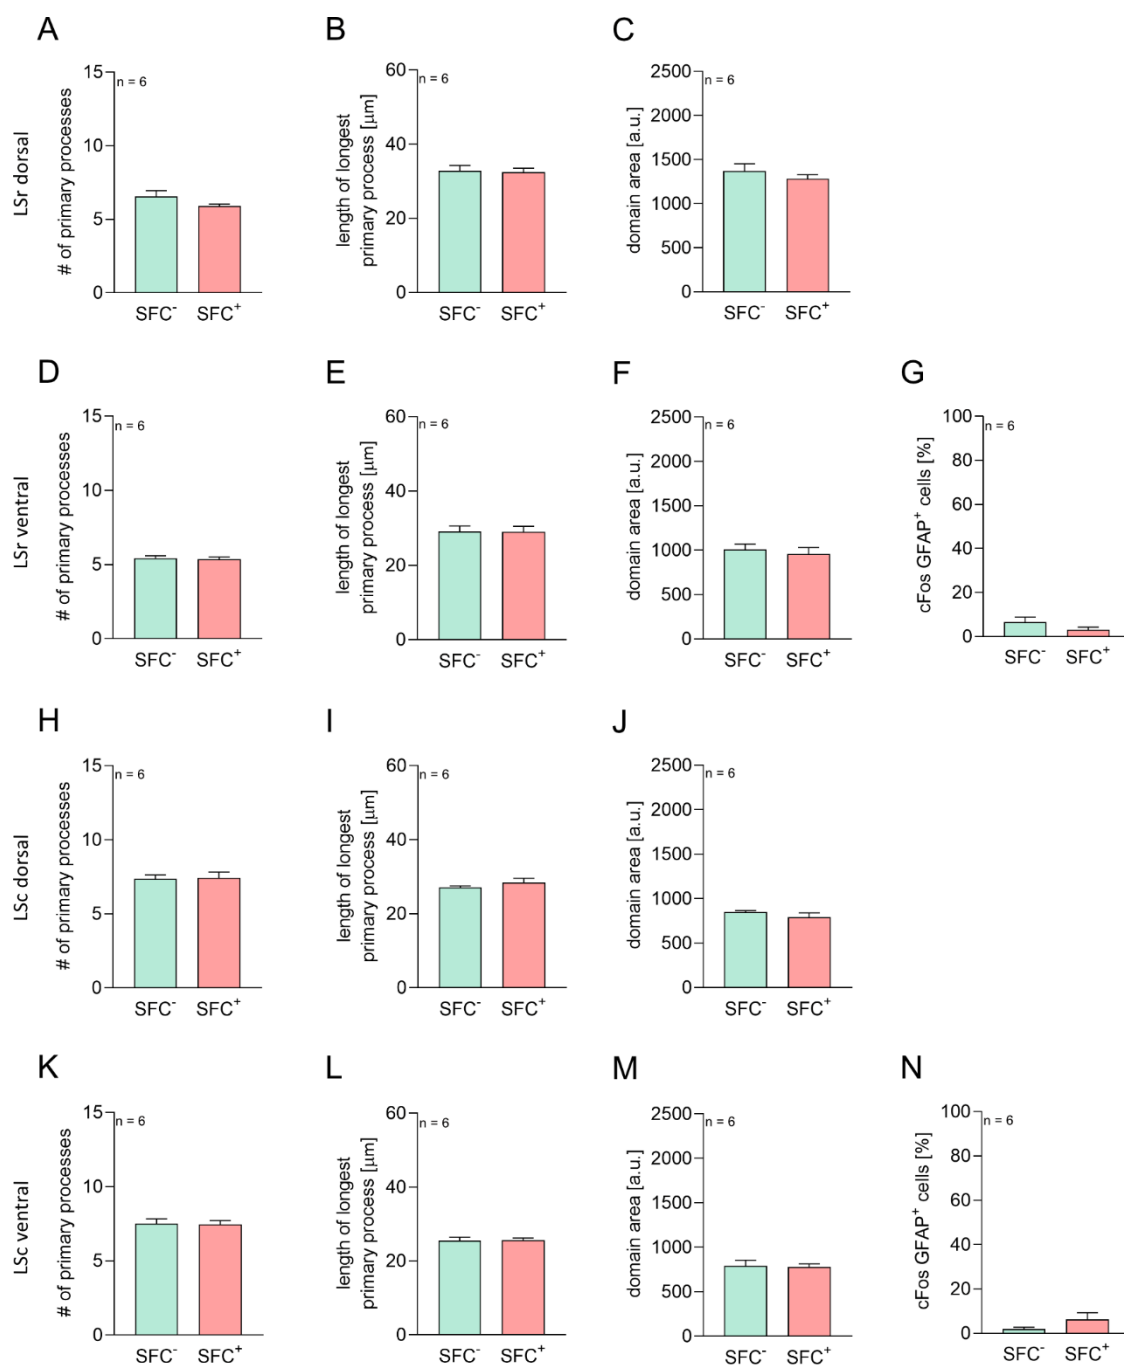 A
B
C
LSr dorsal
# of primary processes
15
10
5
0
n = 6
SFC⁻ SFC⁺
length of longest
primary process [µm]
60
40
20
0
n = 6
SFC⁻ SFC⁺
domain area [a.u.]
2500
2000
1500
1000
500
0
n = 6
SFC⁻ SFC⁺
D
E
F
G
LSr ventral
# of primary processes
15
10
5
0
n = 6
SFC⁻ SFC⁺
length of longest
primary process [µm]
60
40
20
0
n = 6
SFC⁻ SFC⁺
domain area [a.u.]
2500
2000
1500
1000
500
0
n = 6
SFC⁻ SFC⁺
cFos GFAP⁺ cells [%]
100
80
60
40
20
0
n = 6
SFC⁻ SFC⁺
H
I
J
LSc dorsal
# of primary processes
15
10
5
0
n = 6
SFC⁻ SFC⁺
length of longest
primary process [µm]
60
40
20
0
n = 6
SFC⁻ SFC⁺
domain area [a.u.]
2500
2000
1500
1000
500
0
n = 6
SFC⁻ SFC⁺
K
L
M
N
LSc ventral
# of primary processes
15
10
5
0
n = 6
SFC⁻ SFC⁺
length of longest
primary process [µm]
60
40
20
0
n = 6
SFC⁻ SFC⁺
domain area [a.u.]
2500
2000
1500
1000
500
0
n = 6
SFC⁻ SFC⁺
cFos GFAP⁺ cells [%]
100
80
60
40
20
0
n = 6
SFC⁻ SFC⁺